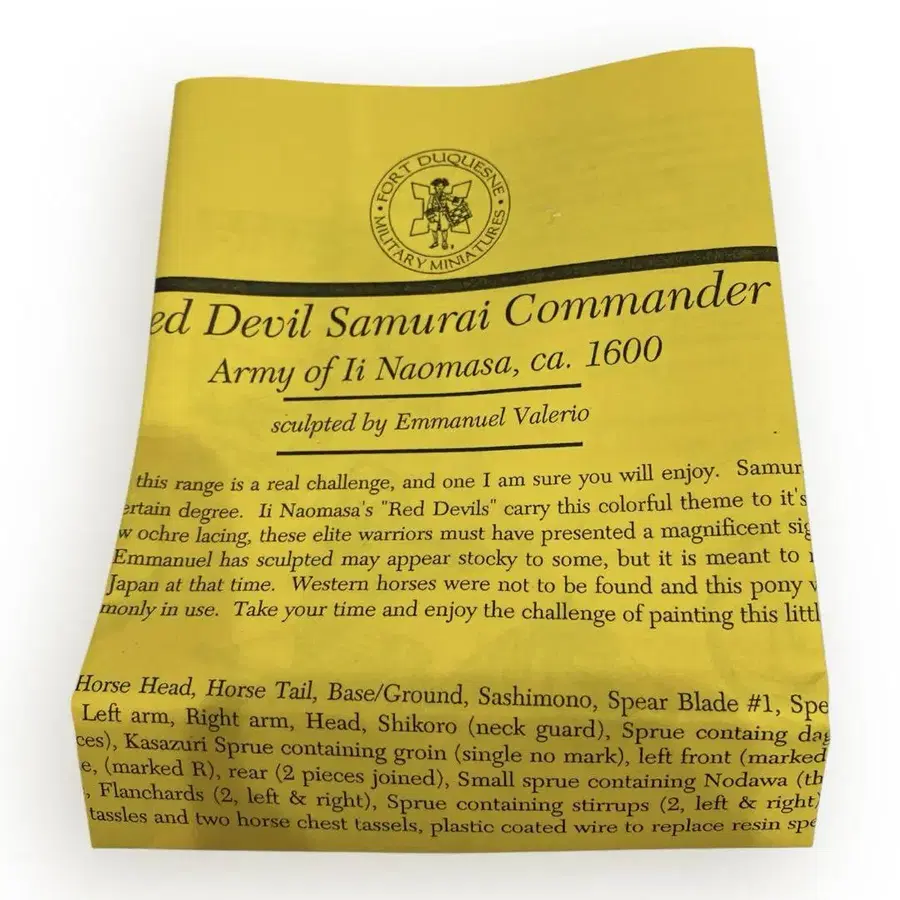 FORT DUQUESNE
MILITARY MINIATURES
ed Devil Samurai Commander
Army of Ii Naomasa, ca. 1600
sculpted by Emmanuel Valerio
this range is a real challenge, and one I am sure you will enjoy. Samur
ertain degree. Ii Naomasa's "Red Devils" carry this colorful theme to it's
w ochre lacing, these elite warriors must have presented a magnificent sig
Emmanuel has sculpted may appear stocky to some, but it is meant to
Japan at that time. Western horses were not to be found and this pony
monly in use. Take your time and enjoy the challenge of painting this littl
Horse Head, Horse Tail, Base/Ground, Sashimono, Spear Blade #1, Spe
Left arm, Right arm, Head, Shikoro (neck guard), Sprue containg dag
ces), Kasazuri Sprue containing groin (single no mark), left front (marked
e, (marked R), rear (2 pieces joined), Small sprue containing Nodawa (th
, Flanchards (2, left & right), Sprue containing stirrups (2, left & right)
tassles and two horse chest tassels, plastic coated wire to replace resin spe